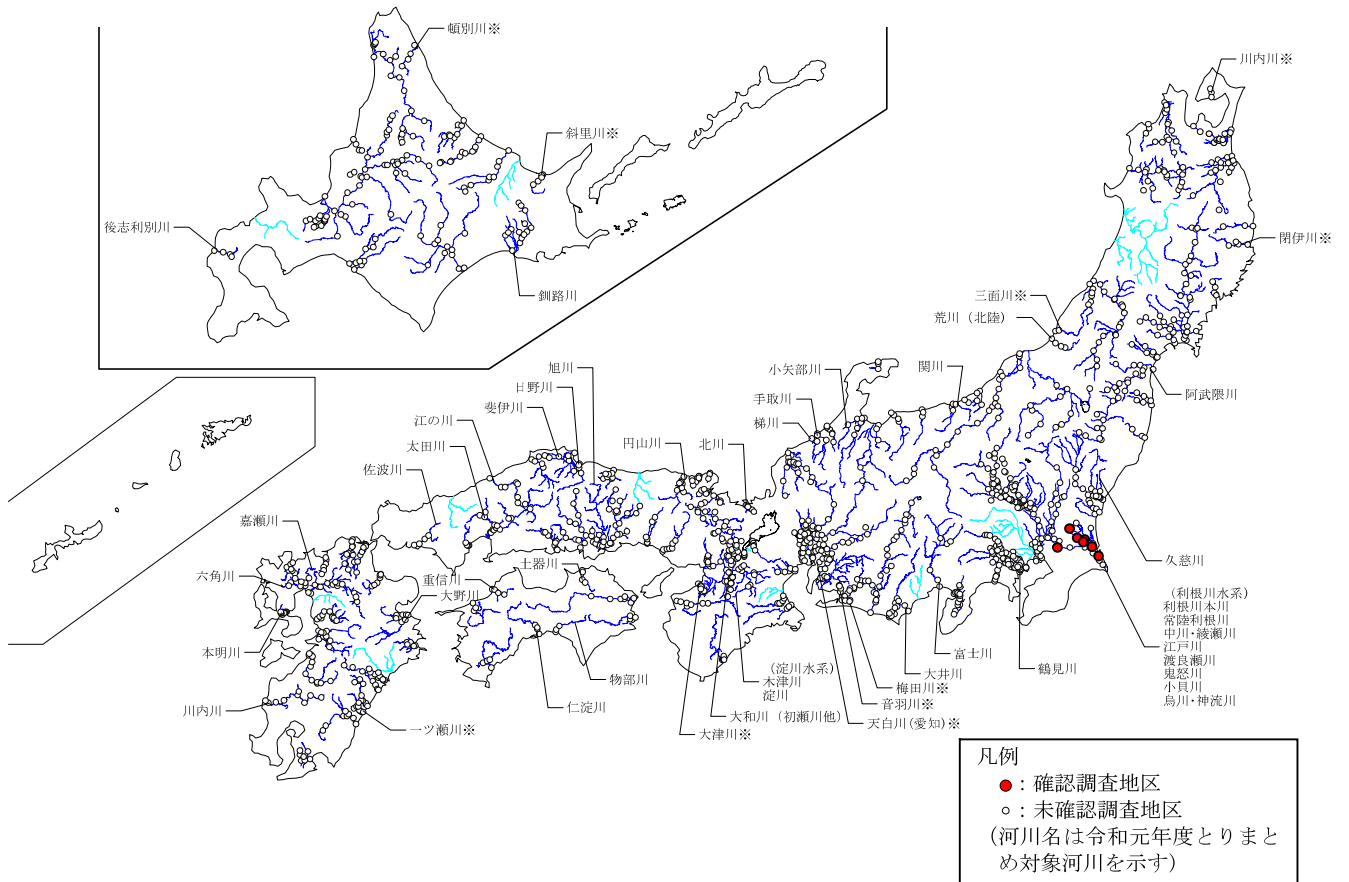 頓別川※
斜里川※
後志利別川
釧路川
川内川※
閉伊川※
三面川※
荒川（北陸）
阿武隈川
関川
小矢部川
手取川
梯川
旭川
日野川
斐伊川
江の川
太田川
佐波川
円山川
北川
嘉瀬川
六角川
本明川
川内川
重信川
大野川
土器川
一ツ瀬川※
物部川
仁淀川
（淀川水系）
木津川
淀川
大和川（初瀬川他）
大津川※
富士川
大井川
梅田川※
音羽川※
天白川(愛知)※
鶴見川
久慈川
（利根川水系）
利根川本川
常陸利根川
中川・綾瀬川
江戸川
渡良瀬川
鬼怒川
小貝川
烏川・神流川
凡例
●：確認調査地区
○：未確認調査地区
（河川名は令和元年度とりまと
め対象河川を示す）